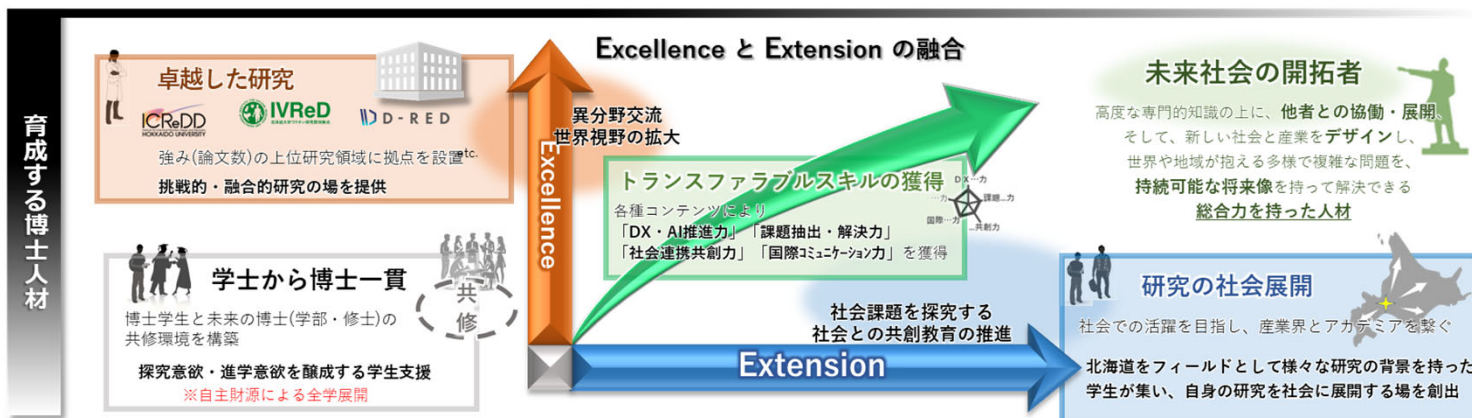 育成する博士人材
Excellence と Extension の融合
卓越した研究
ICReDD
HOKKAIDO UNIVERSITY
IVReD
D-RED
強み(論文数)の上位研究領域に拠点を設置etc.
挑戦的・融合的研究の場を提供
学士から博士一貫
共
修
博士学生と未来の博士(学部・修士)の
共修環境を構築
探究意欲・進学意欲を醸成する学生支援
※自主財源による全学展開
Excellence
異分野交流
世界視野の拡大
トランスファラブルスキルの獲得
各種コンテンツにより
「DX・AI推進力」「課題抽出・解決力」
「社会連携共創力」「国際コミュニケーション力」を獲得
DX…力
…力
課題…力
国際…力
…共創力
社会課題を探究する
社会との共創教育の推進
Extension
未来社会の開拓者
高度な専門的知識の上に、他者との協働・展開、
そして、新しい社会と産業をデザインし、
世界や地域が抱える多様で複雑な問題を、
持続可能な将来像を持って解決できる
総合力を持った人材
研究の社会展開
社会での活躍を目指し、産業界とアカデミアを繋ぐ
北海道をフィールドとして様々な研究の背景を持った
学生が集い、自身の研究を社会に展開する場を創出